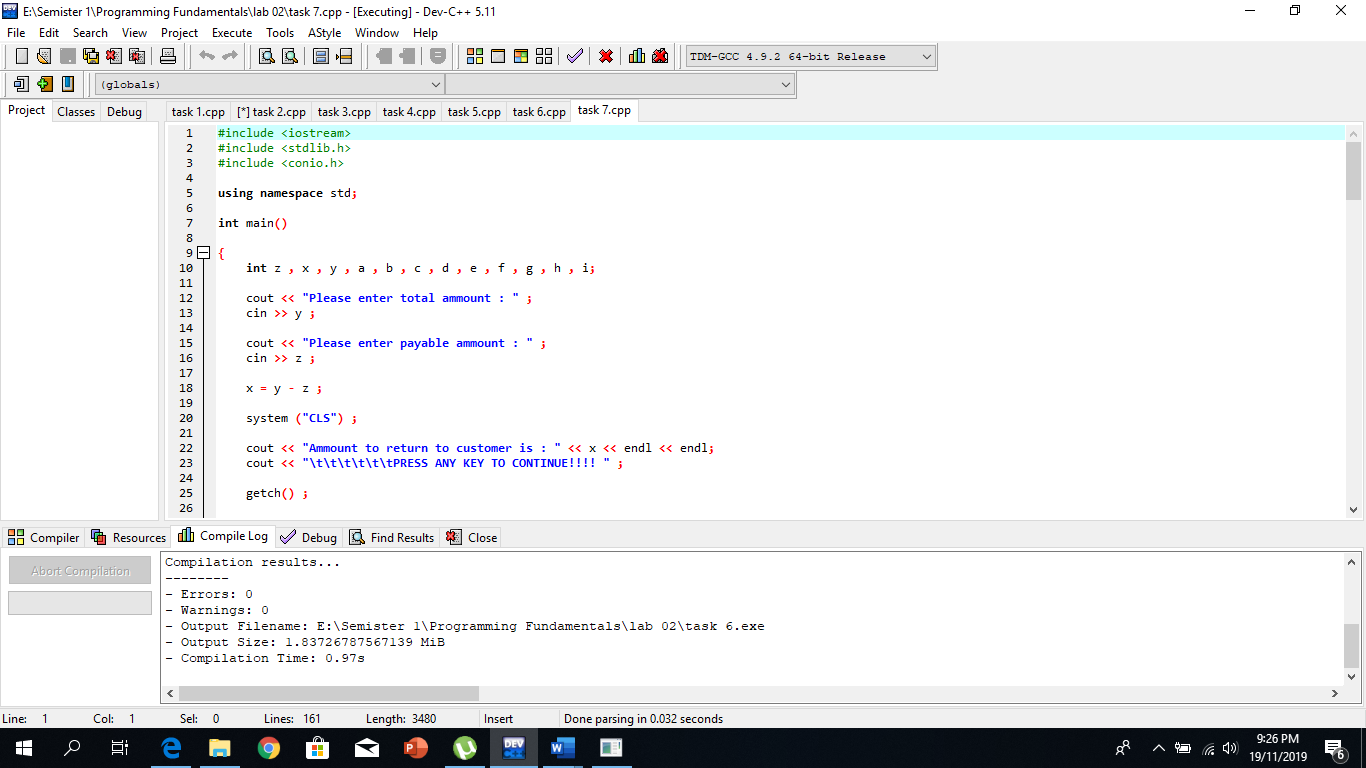 E:\Semister 1\Programming Fundamentals\lab 02\task 7.cpp - [Executing] - Dev-C++ 5.11
File Edit Search View Project Execute Tools AStyle Window Help
TDM-GCC 4.9.2 64-bit Release
(globals)
Project Classes Debug
task 1.cpp [*] task 2.cpp task 3.cpp task 4.cpp task 5.cpp task 6.cpp task 7.cpp
1 #include <iostream>
2 #include <stdlib.h>
3 #include <conio.h>
4
5 using namespace std;
6
7 int main()
8
9 {
10 int z , x , y , a , b , c , d , e , f , g , h , i;
11
12 cout << "Please enter total ammount : " ;
13 cin >> y ;
14
15 cout << "Please enter payable ammount : " ;
16 cin >> z ;
17
18 x = y - z ;
19
20 system ("CLS") ;
21
22 cout << "Ammount to return to customer is : " << x << endl << endl;
23 cout << "\t\t\t\t\t\tPRESS ANY KEY TO CONTINUE!!!! " ;
24
25 getch() ;
26
Compiler Resources Compile Log Debug Find Results Close
Abort Compilation
Compilation results...
--------
- Errors: 0
- Warnings: 0
- Output Filename: E:\Semister 1\Programming Fundamentals\lab 02\task 6.exe
- Output Size: 1.83726787567139 MiB
- Compilation Time: 0.97s
Line: 1 Col: 1 Sel: 0 Lines: 161 Length: 3480 Insert Done parsing in 0.032 seconds
DEV
9:26 PM
19/11/2019
6